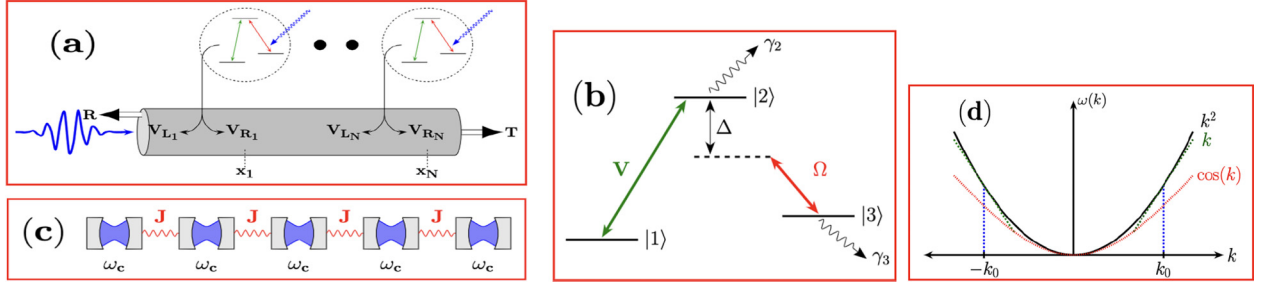 (a)
R
V_{L_1} V_{R_1} V_{L_N} V_{R_N} T
x_1 x_N
(c)
J J J J
ω_c ω_c ω_c ω_c ω_c
(b)
γ_2
|2⟩
Δ
V Ω
|3⟩
|1⟩
γ_3
(d)
ω(k)
k^2
k
cos(k)
-k_0 k_0 k